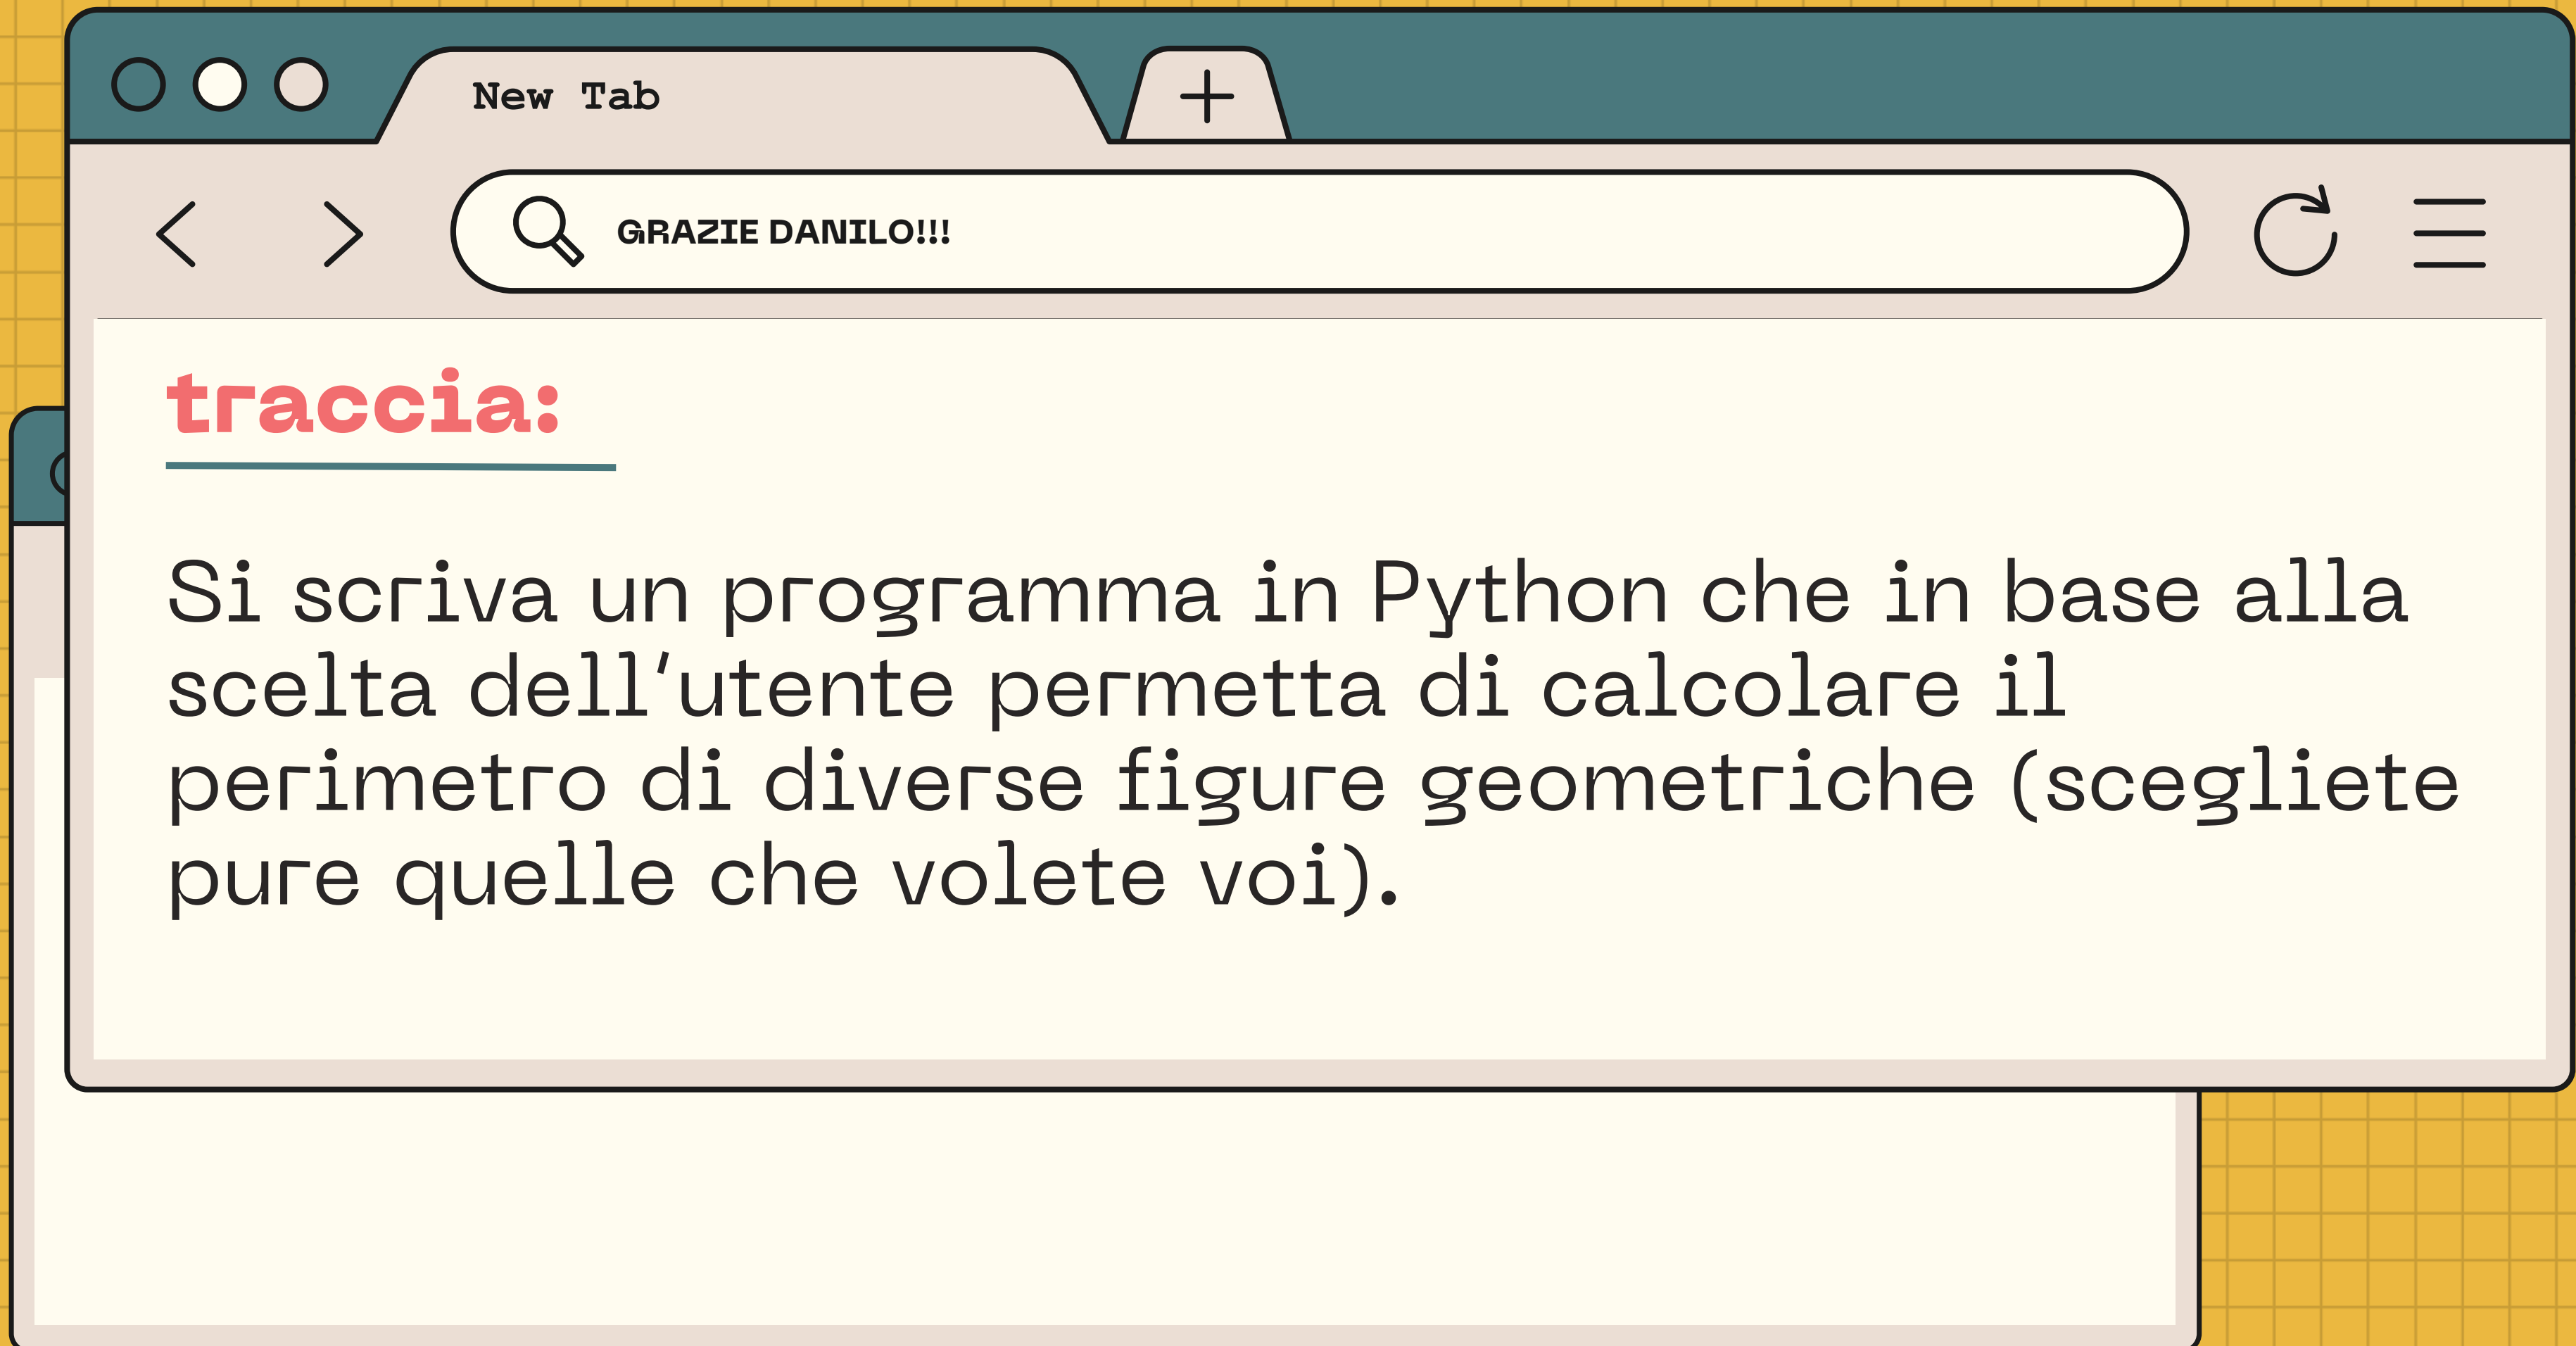 New Tab
GRAZIE DANILO!!!
traccia:
Si scriva un programma in Python che in base alla
scelta dell'utente permetta di calcolare il
perimetro di diverse figure geometriche (scegliete
pure quelle che volete voi).